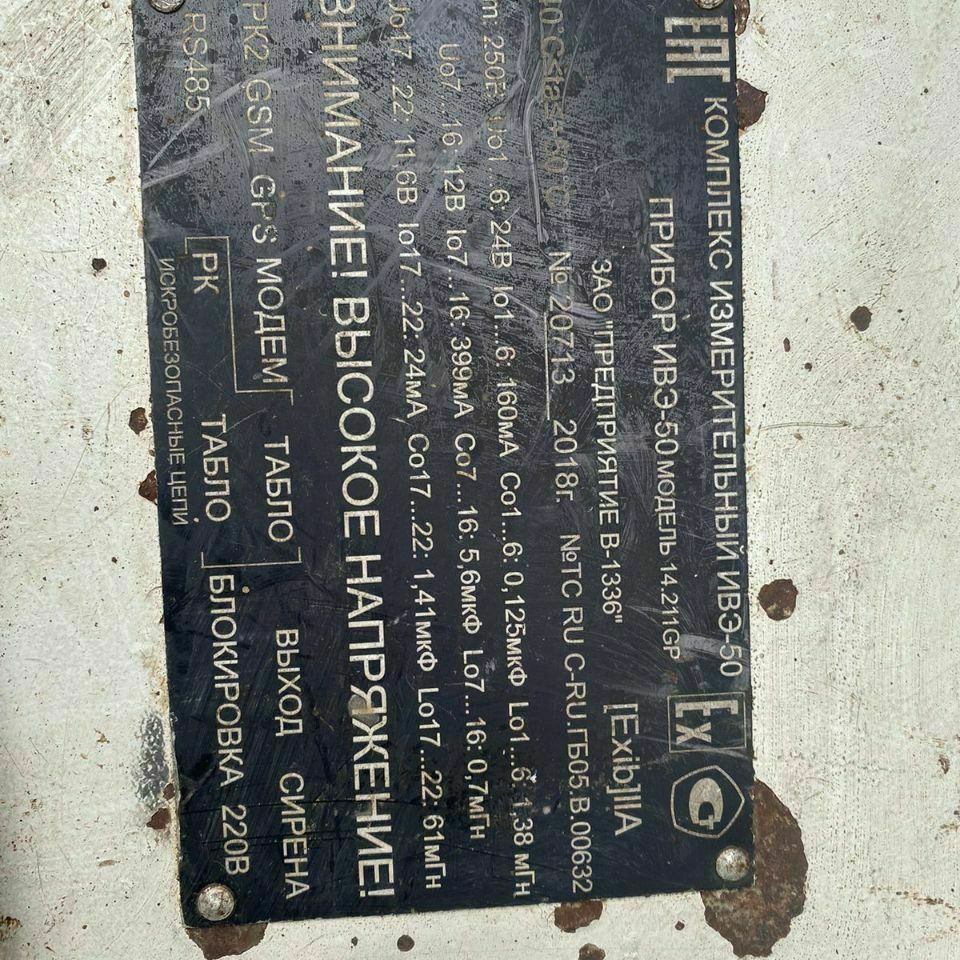 EAC КОМПЛЕКС ИЗМЕРИТЕЛЬНЫЙ ИВЭ-50 Ex G
ПРИБОР ИВЭ-50 МОДЕЛЬ 14.211GP
ЗАО "ПРЕДПРИЯТИЕ В-1336" [Exib]IIA
№ 20713 2018г. №ТС RU C-RU.ГБ05.В.00632
Um 250В Uo1...6: 24В Io1...6: 160мА Co1...6: 0,125мкФ Lo1...6: 1,38 мГн
Uo7...16 12В Io7...16: 399мА Co7...16: 5,6мкФ Lo7...16: 0,7мГн
Uo17...22: 11,6В Io17...22: 24мА Co17...22: 1,41мкФ Lo17...22: 61мГн
ВНИМАНИЕ! ВЫСОКОЕ НАПРЯЖЕНИЕ!
РК2 GSM GPS МОДЕМ ТАБЛО ВЫХОД СИРЕНА
RS485 РК ТАБЛО БЛОКИРОВКА 220В
ИСКРОБЕЗОПАСНЫЕ ЦЕПИ